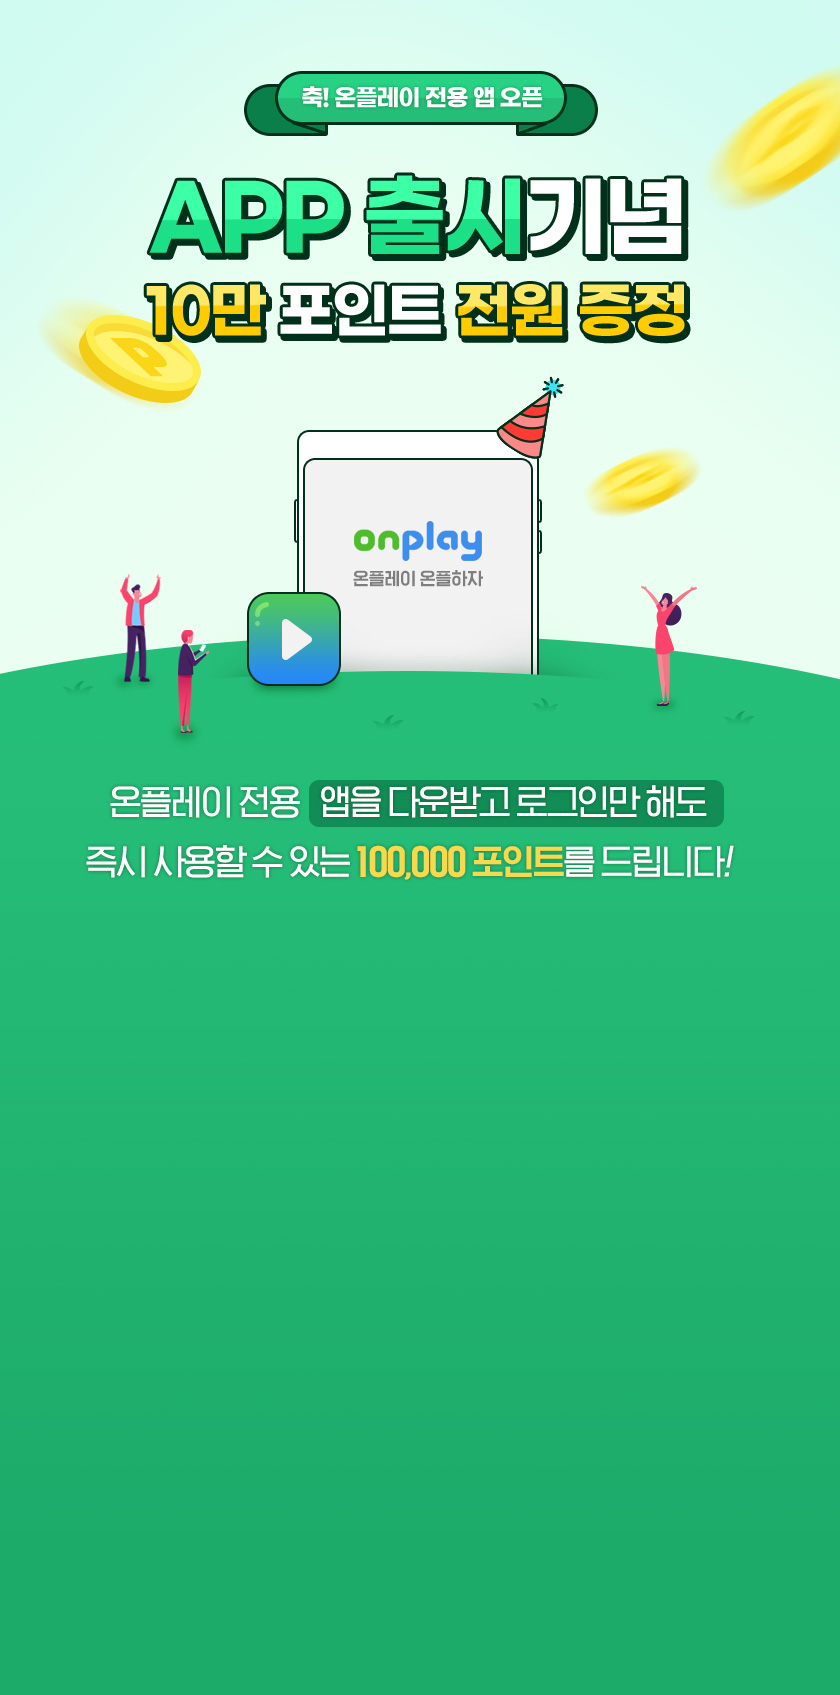 축! 온플레이 전용 앱 오픈
APP 출시기념
10만 포인트 전원 증정
P
onplay
온플레이 온플하자
온플레이 전용 앱을 다운받고 로그인만 해도
즉시 사용할 수 있는 100,000 포인트를 드립니다!